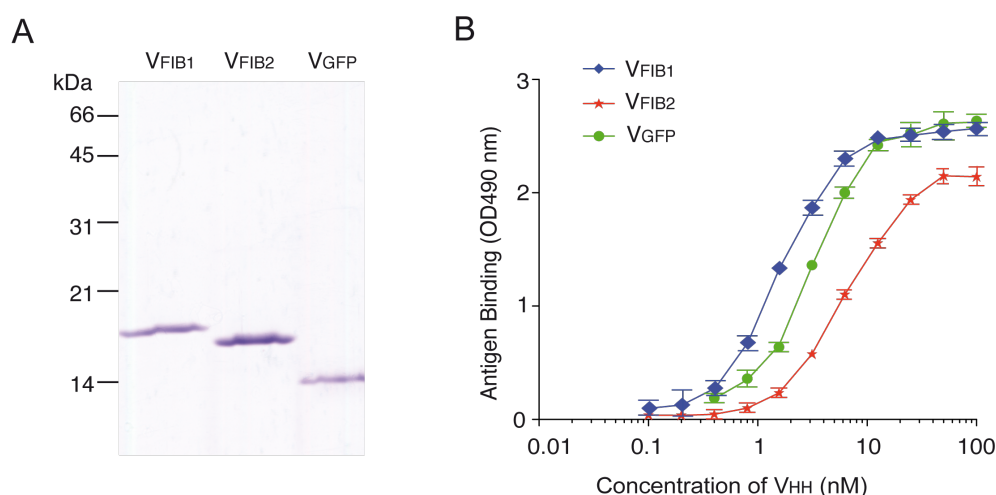 A
VFIB1 VFIB2 VGFP
kDa
66
45
31
21
14
B
VFIB1
VFIB2
VGFP
3
2
1
0
Antigen Binding (OD490 nm)
0.01 0.1 1 10 100
Concentration of VHH (nM)